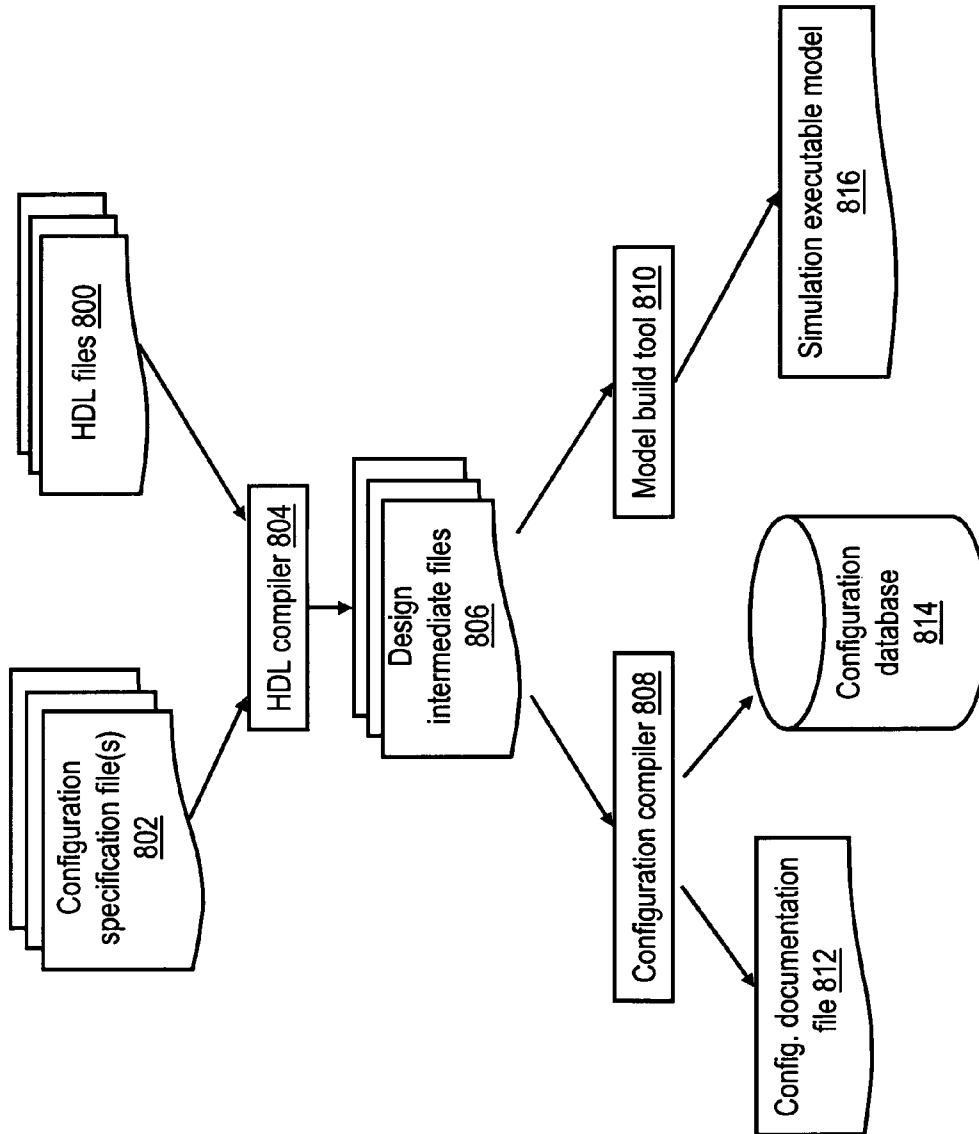 Configuration
specification file(s)
802
HDL files 800
HDL compiler 804
Design
intermediate files
806
Configuration compiler 808
Model build tool 810
Config. documentation
file 812
Configuration
database
814
Simulation executable model
816